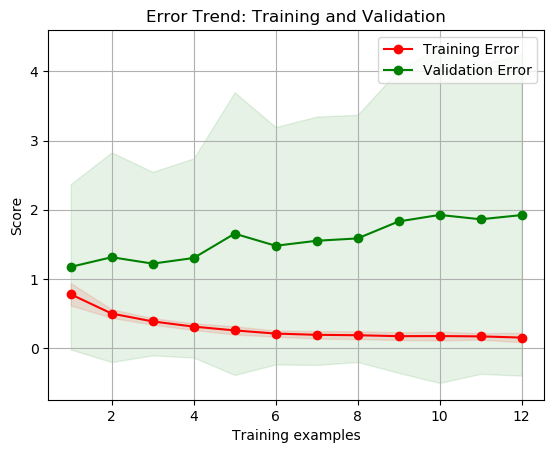 Error Trend: Training and Validation
Training Error
Validation Error
4
3
2
1
0
Score
2
4
6
8
10
12
Training examples